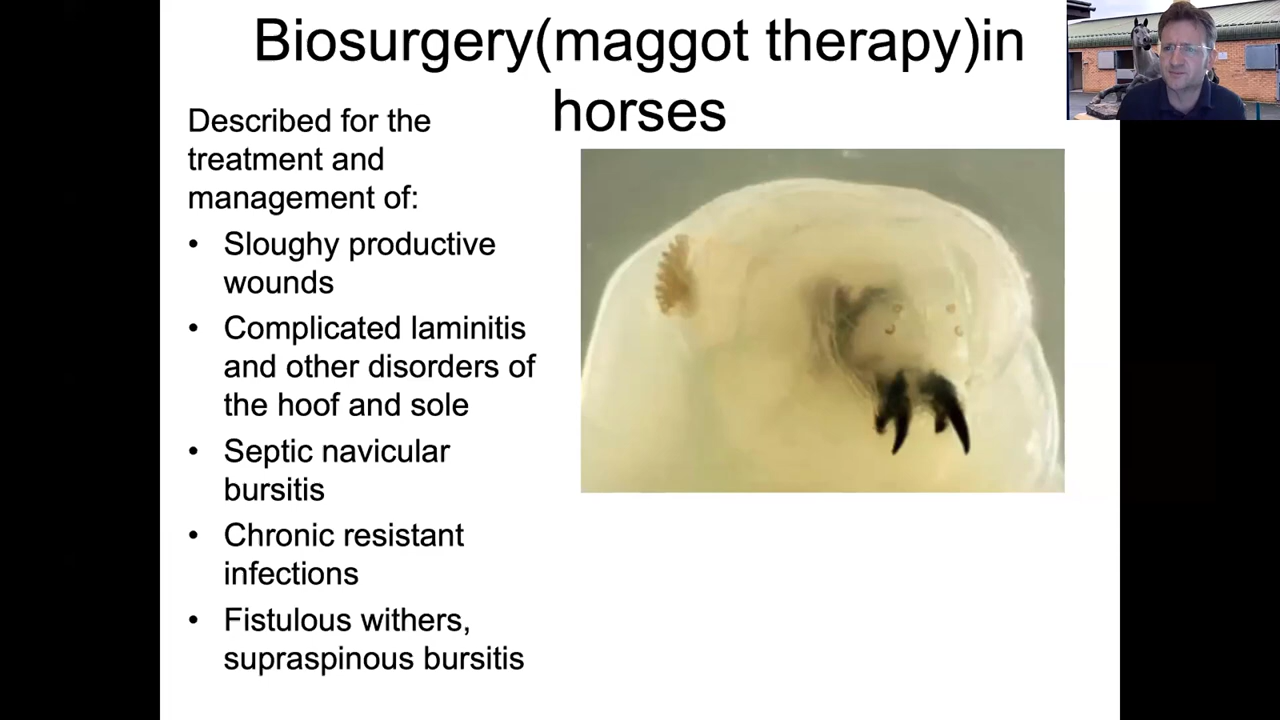 Biosurgery(maggot therapy)in
horses
Described for the
treatment and
management of:
• Sloughy productive
wounds
• Complicated laminitis
and other disorders of
the hoof and sole
• Septic navicular
bursitis
• Chronic resistant
infections
• Fistulous withers,
supraspinous bursitis